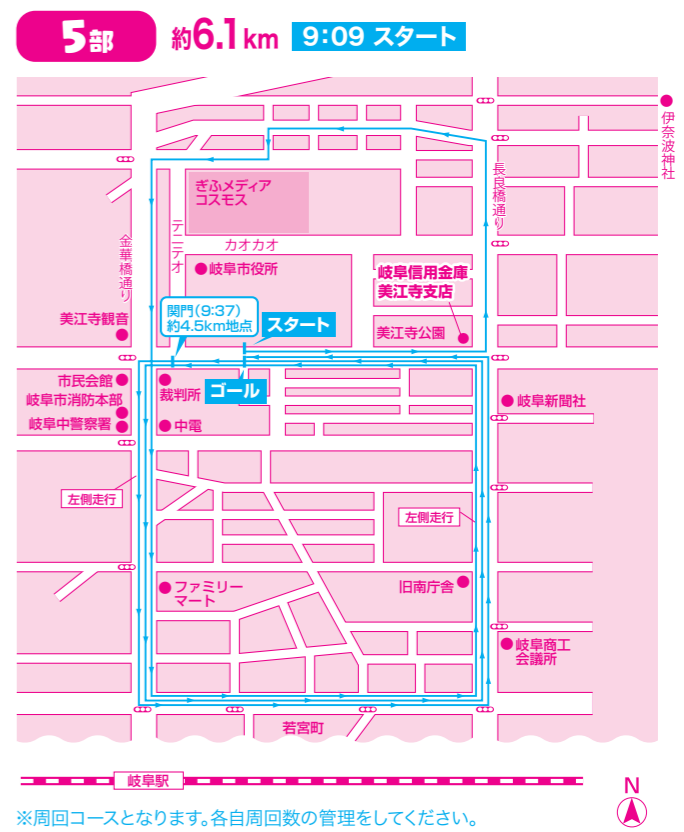 5部 約6.1km 9:09 スタート
伊奈波神社
長良橋通り
ぎふメディア
コスモス
テニテオ
カオカオ
金華橋通り
岐阜市役所
岐阜信用金庫
美江寺支店
関門(9:37)
約4.5km地点
スタート
美江寺観音
美江寺公園
市民会館
裁判所
ゴール
岐阜市消防本部
岐阜新聞社
岐阜中警察署
中電
左側走行
左側走行
ファミリー
マート
旧南庁舎
岐阜商工
会議所
若宮町
岐阜駅
N
※周回コースとなります。各自周回数の管理をしてください。